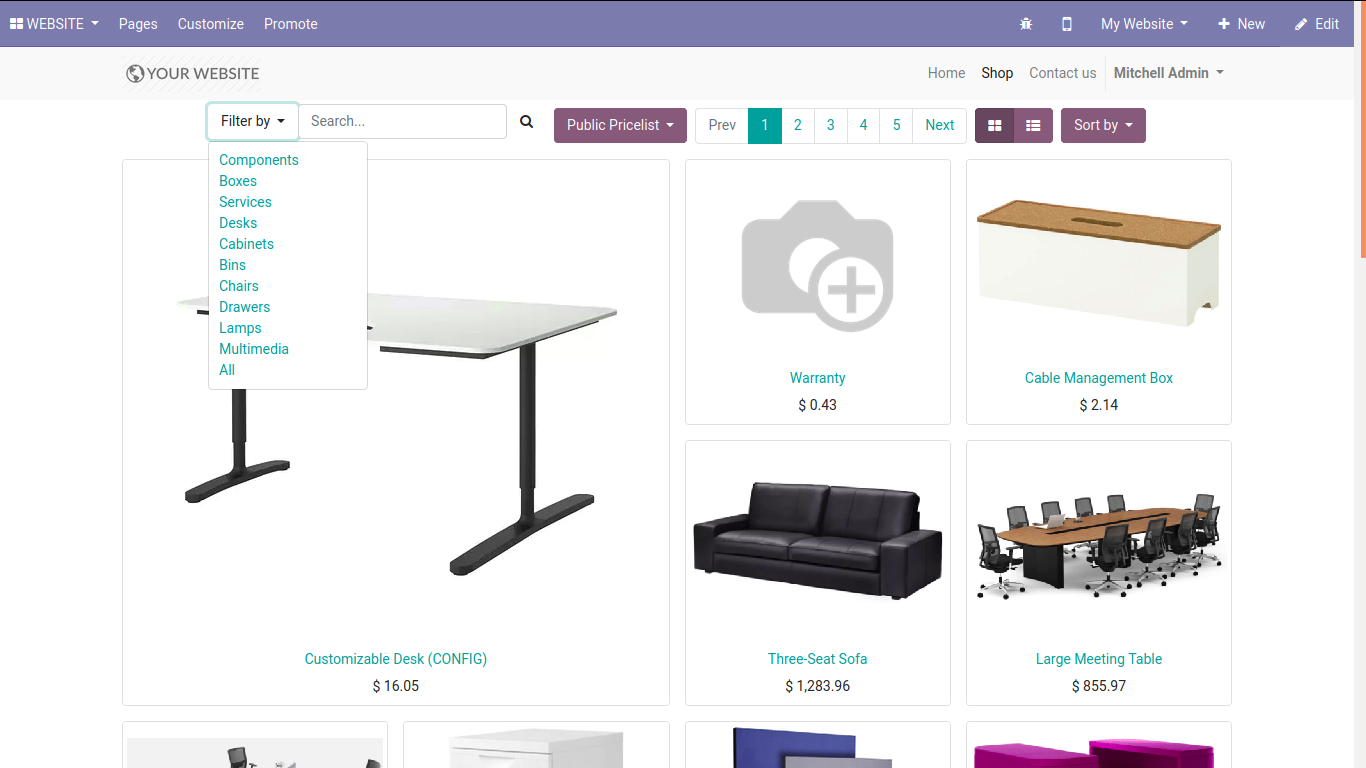 WEBSITE Pages Customize Promote My Website New Edit
YOUR WEBSITE Home Shop Contact us Mitchell Admin
Filter by Search... Public Pricelist Prev 1 2 3 4 5 Next Sort by
Components
Boxes
Services
Desks
Cabinets
Bins
Chairs
Drawers
Lamps
Multimedia
All
Warranty
$ 0.43
Cable Management Box
$ 2.14
Customizable Desk (CONFIG)
$ 16.05
Three-Seat Sofa
$ 1,283.96
Large Meeting Table
$ 855.97